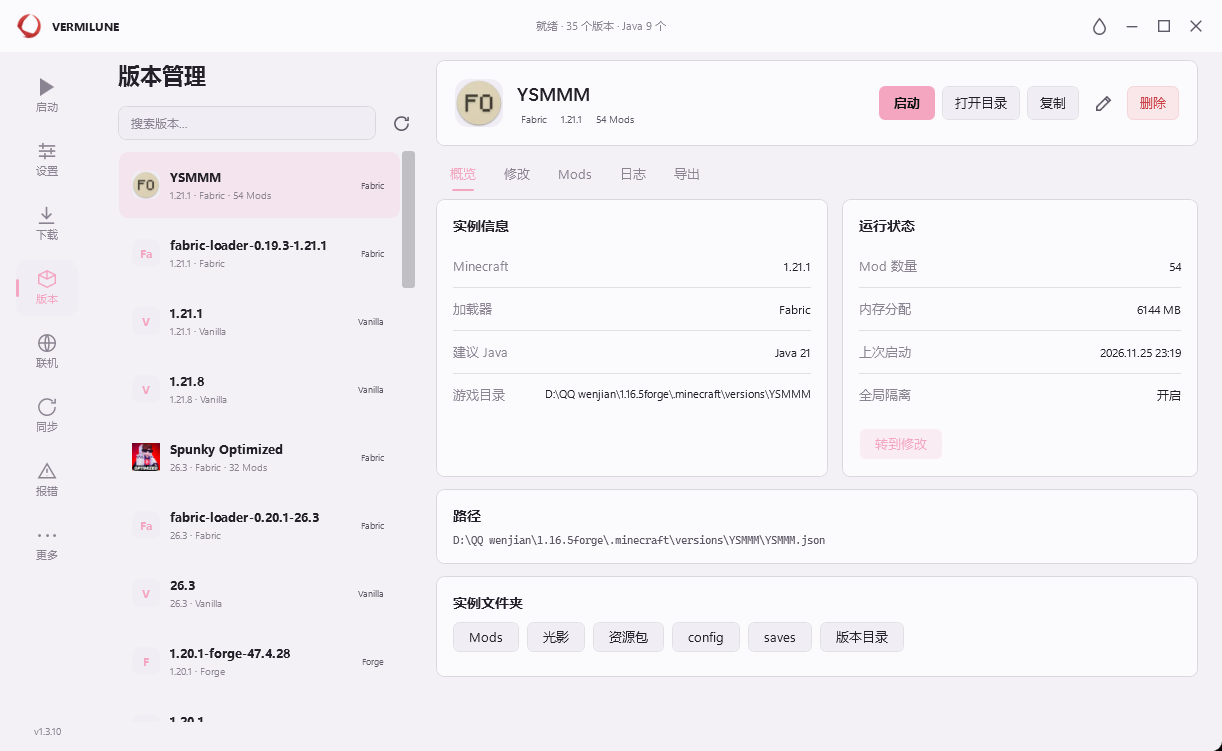 VERMILUNE
就绪 · 35 个版本 · Java 9 个
启动
设置
下载
版本
联机
同步
报错
更多
v1.3.10
版本管理
搜索版本...
FO
YSMMM
1.21.1 · Fabric · 54 Mods
Fabric
Fa
fabric-loader-0.19.3-1.21.1
1.21.1 · Fabric
Fabric
V
1.21.1
1.21.1 · Vanilla
Vanilla
V
1.21.8
1.21.8 · Vanilla
Vanilla
OPTIMIZED
Spunky Optimized
26.3 · Fabric · 32 Mods
Fabric
Fa
fabric-loader-0.20.1-26.3
26.3 · Fabric
Fabric
V
26.3
26.3 · Vanilla
Vanilla
F
1.20.1-forge-47.4.28
1.20.1 · Forge
Forge
1.20.1
FO
YSMMM
Fabric 1.21.1 54 Mods
启动 打开目录 复制 删除
概览 修改 Mods 日志 导出
实例信息
Minecraft 1.21.1
加载器 Fabric
建议 Java Java 21
游戏目录 D:\QQ wenjian\1.16.5forge\.minecraft\versions\YSMMM
运行状态
Mod 数量 54
内存分配 6144 MB
上次启动 2026.11.25 23:19
全局隔离 开启
转到修改
路径
D:\QQ wenjian\1.16.5forge\.minecraft\versions\YSMMM\YSMMM.json
实例文件夹
Mods 光影 资源包 config saves 版本目录